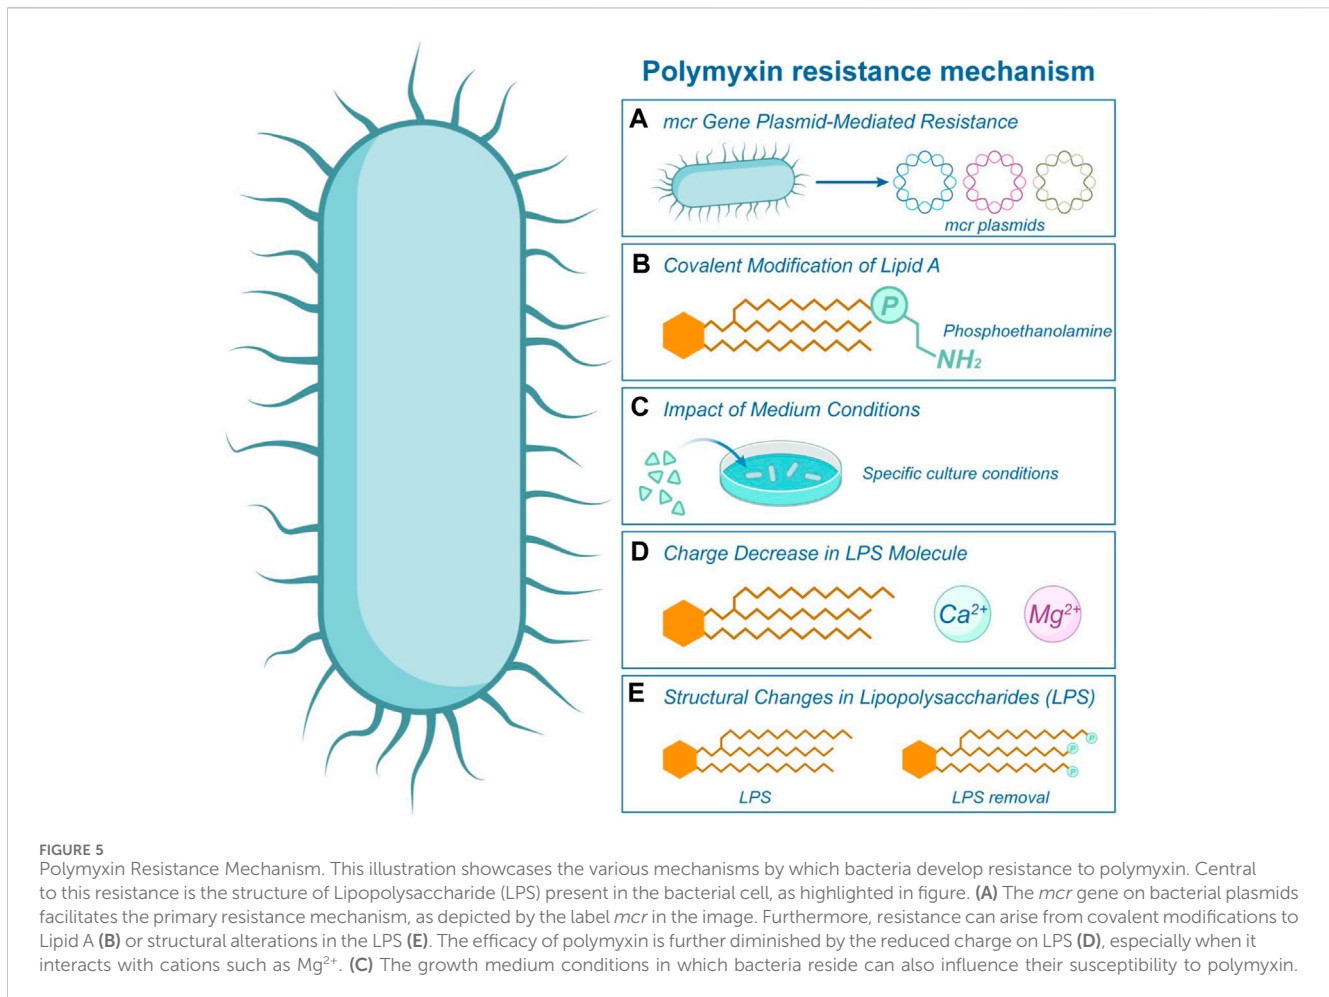 Polymyxin resistance mechanism
A mcr Gene Plasmid-Mediated Resistance
mcr plasmids
B Covalent Modification of Lipid A
P
Phosphoethanolamine
NH₂
C Impact of Medium Conditions
Specific culture conditions
D Charge Decrease in LPS Molecule
Ca²⁺ Mg²⁺
E Structural Changes in Lipopolysaccharides (LPS)
P
P
P
LPS LPS removal
FIGURE 5
Polymyxin Resistance Mechanism. This illustration showcases the various mechanisms by which bacteria develop resistance to polymyxin. Central
to this resistance is the structure of Lipopolysaccharide (LPS) present in the bacterial cell, as highlighted in figure. (A) The mcr gene on bacterial plasmids
facilitates the primary resistance mechanism, as depicted by the label mcr in the image. Furthermore, resistance can arise from covalent modifications to
Lipid A (B) or structural alterations in the LPS (E). The efficacy of polymyxin is further diminished by the reduced charge on LPS (D), especially when it
interacts with cations such as Mg²⁺. (C) The growth medium conditions in which bacteria reside can also influence their susceptibility to polymyxin.